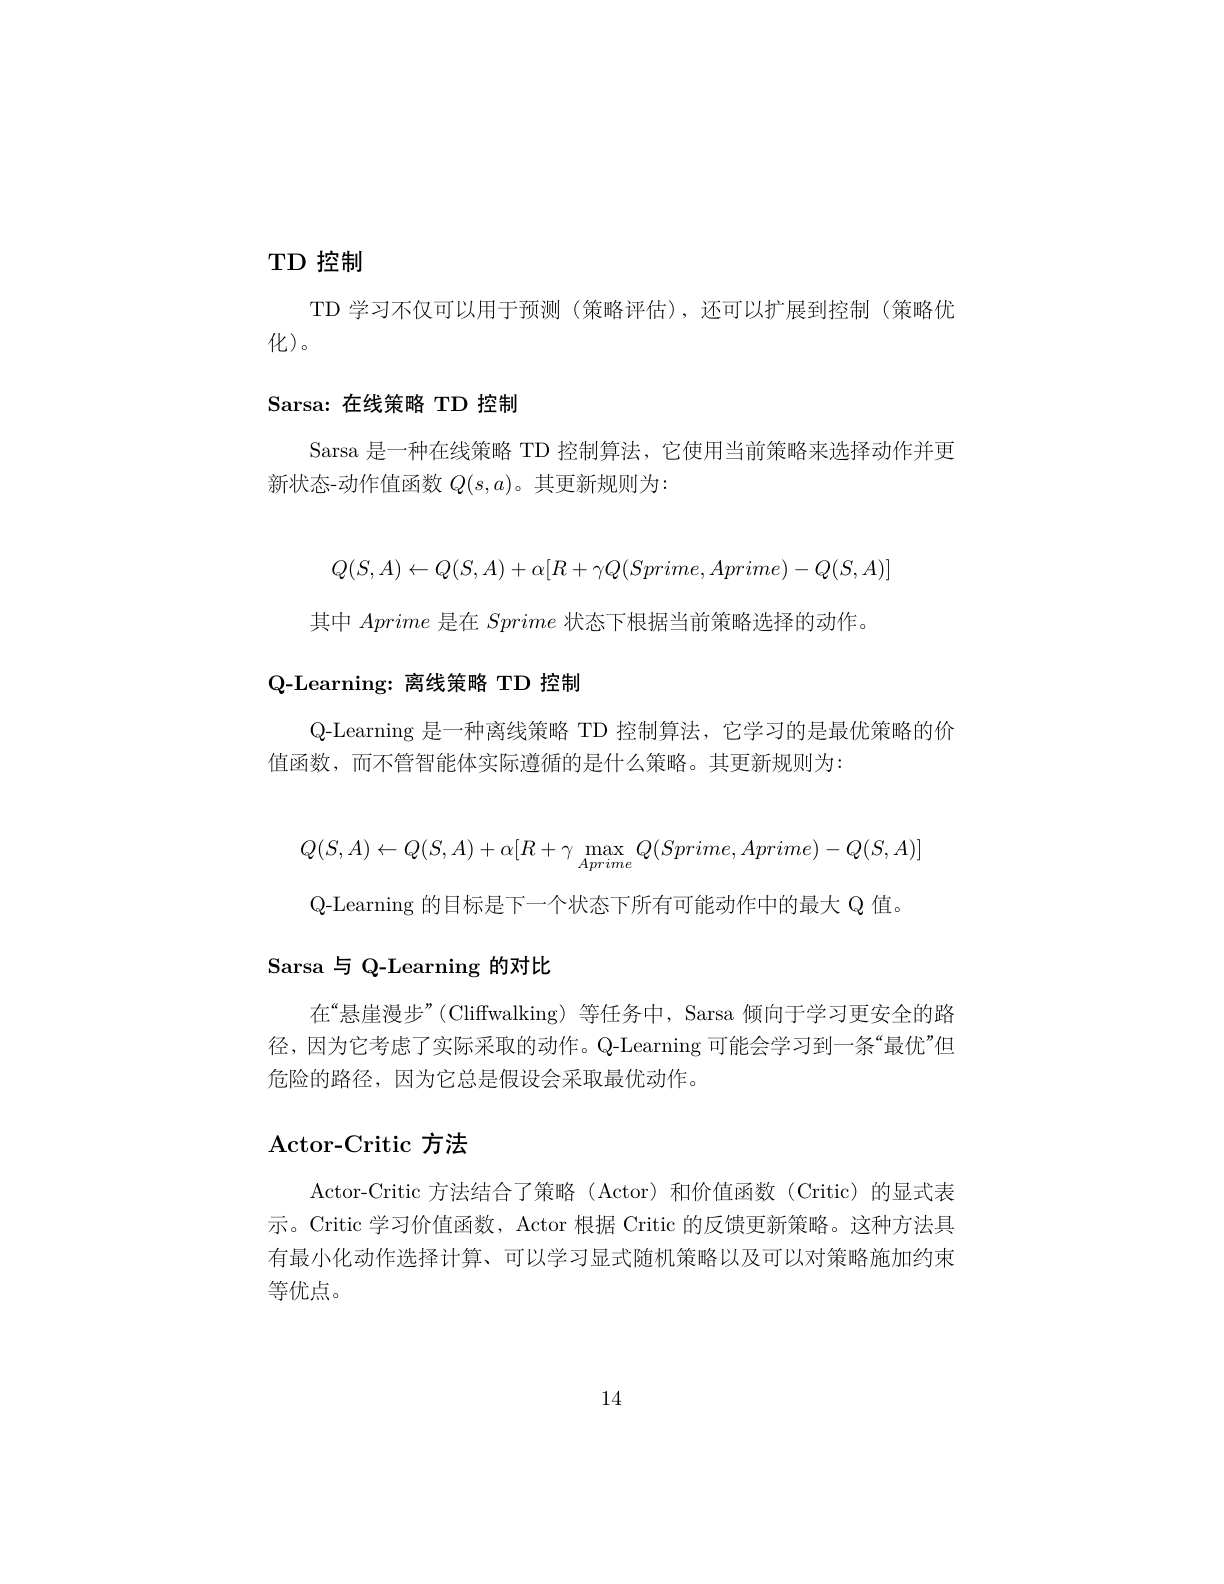 TD 控制
TD 学习不仅可以用于预测（策略评估），还可以扩展到控制（策略优
化）。
Sarsa: 在线策略 TD 控制
Sarsa 是一种在线策略 TD 控制算法，它使用当前策略来选择动作并更
新状态-动作值函数 Q(s, a)。其更新规则为：
Q(S, A) ← Q(S, A) + α[R + γQ(Sprime, Aprime) − Q(S, A)]
其中 Aprime 是在 Sprime 状态下根据当前策略选择的动作。
Q-Learning: 离线策略 TD 控制
Q-Learning 是一种离线策略 TD 控制算法，它学习的是最优策略的价
值函数，而不管智能体实际遵循的是什么策略。其更新规则为：
Q(S, A) ← Q(S, A) + α[R + γ max Q(Sprime, Aprime) − Q(S, A)]
Aprime
Q-Learning 的目标是下一个状态下所有可能动作中的最大 Q 值。
Sarsa 与 Q-Learning 的对比
在“悬崖漫步”（Cliffwalking）等任务中，Sarsa 倾向于学习更安全的路
径，因为它考虑了实际采取的动作。Q-Learning 可能会学习到一条“最优”但
危险的路径，因为它总是假设会采取最优动作。
Actor-Critic 方法
Actor-Critic 方法结合了策略（Actor）和价值函数（Critic）的显式表
示。Critic 学习价值函数，Actor 根据 Critic 的反馈更新策略。这种方法具
有最小化动作选择计算、可以学习显式随机策略以及可以对策略施加约束
等优点。
14